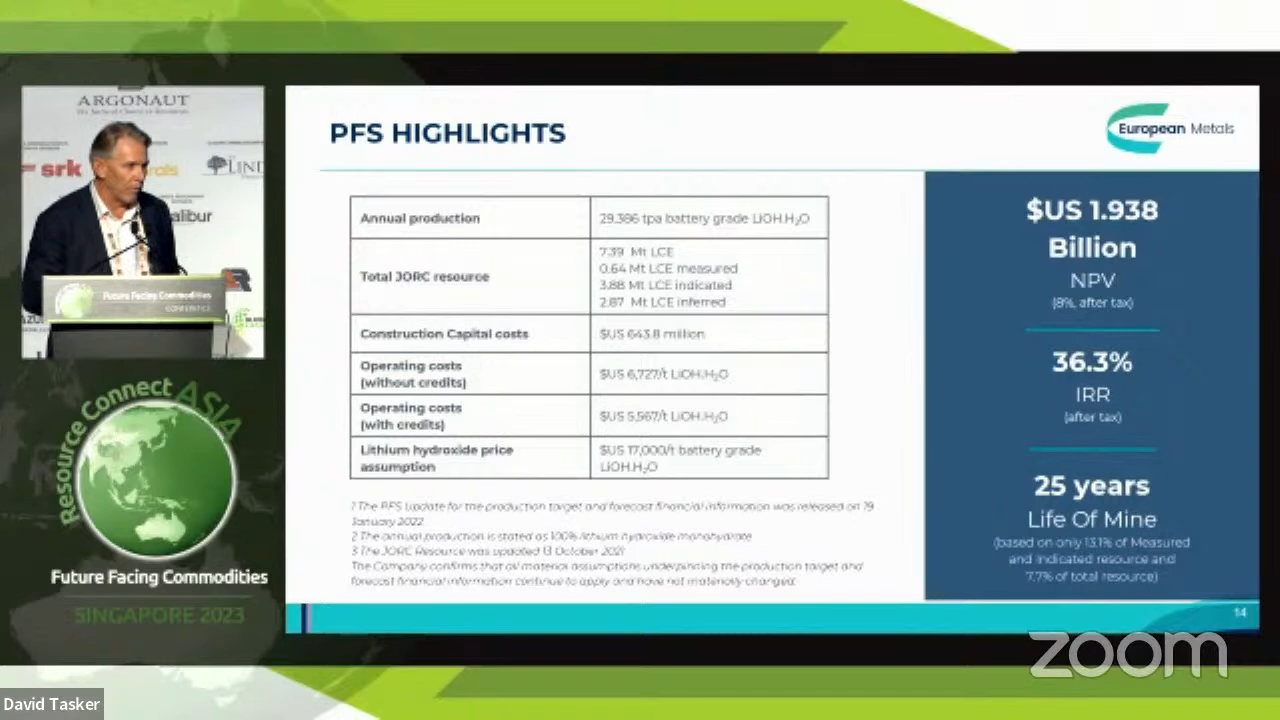 ARGONAUT
srk
LIND
Future Facing Commodities
CONFERENCE
Resource Connect ASIA
Future Facing Commodities
SINGAPORE 2023
PFS HIGHLIGHTS
European Metals
Annual production
29,386 tpa battery grade LiOH.H₂O
Total JORC resource
7.39 Mt LCE
0.64 Mt LCE measured
3.88 Mt LCE indicated
2.87 Mt LCE inferred
Construction Capital costs
$US 643.8 million
Operating costs
(without credits)
$US 6,727/t LiOH.H₂O
Operating costs
(with credits)
$US 5,567/t LiOH.H₂O
Lithium hydroxide price
assumption
$US 17,000/t battery grade
LiOH.H₂O
1 The PFS Update for the production target and forecast financial information was released on 19
January 2022
2 The annual production is stated as 100% lithium hydroxide monohydrate
3 The JORC Resource was updated 13 October 2021
The Company confirms that all material assumptions underpinning the production target and
forecast financial information continue to apply and have not materially changed.
$US 1.938
Billion
NPV
(8%, after tax)
36.3%
IRR
(after tax)
25 years
Life Of Mine
(based on only 13.1% of Measured
and Indicated resource and
7.7% of total resource)
14
zoom
David Tasker